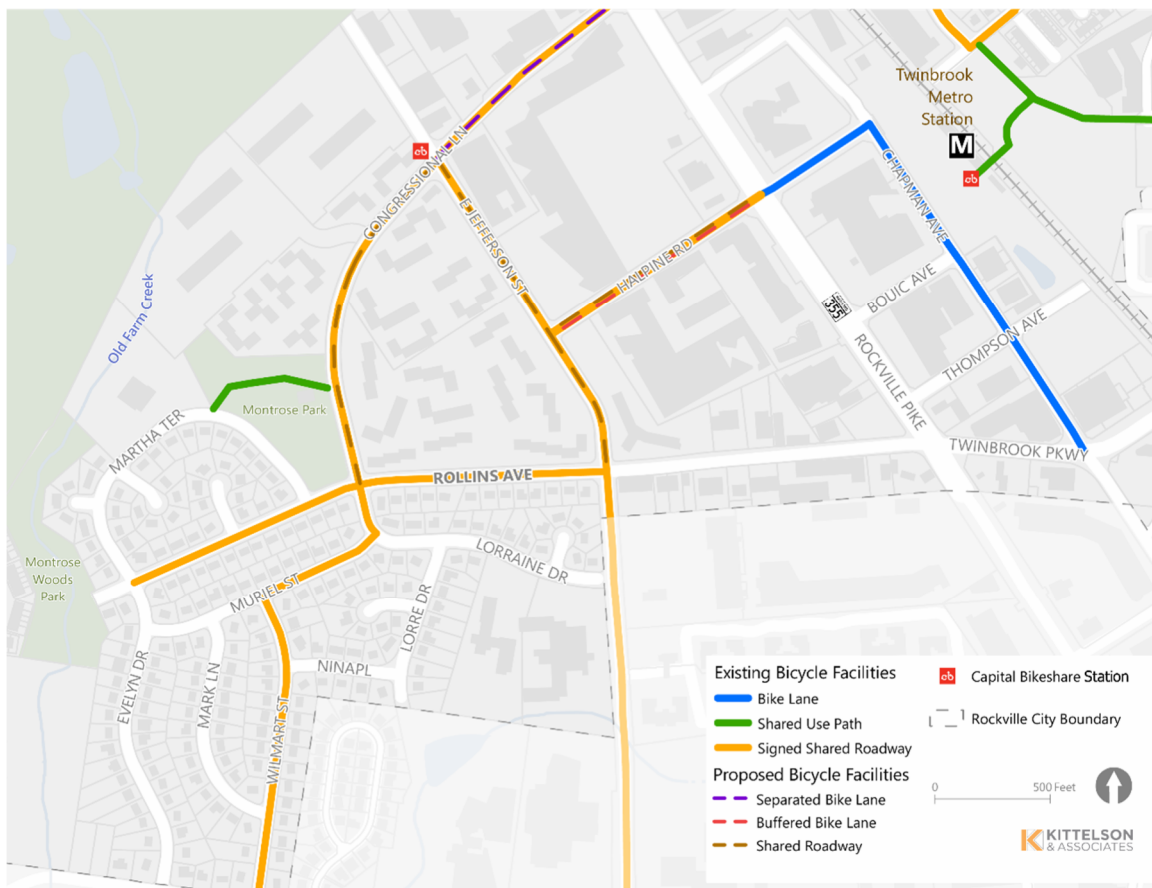 Twinbrook
Metro
Station
M
cb
cb
CONGRESSIONAL LN
E JEFFERSON ST
HALPINE RD
CHAPMAN AVE
BOUIC AVE
THOMPSON AVE
355
ROCKVILLE PIKE
Old Farm Creek
Montrose Park
MARTHA TER
ROLLINS AVE
TWINBROOK PKWY
LORRAINE DR
Montrose
Woods
Park
MURIEL ST
LORRE DR
NINAPL
EVELYN DR
MARK LN
WILMART ST
Existing Bicycle Facilities
Bike Lane
Shared Use Path
Signed Shared Roadway
Proposed Bicycle Facilities
Separated Bike Lane
Buffered Bike Lane
Shared Roadway
cb Capital Bikeshare Station
Rockville City Boundary
0 500 Feet
KITTELSON
& ASSOCIATES